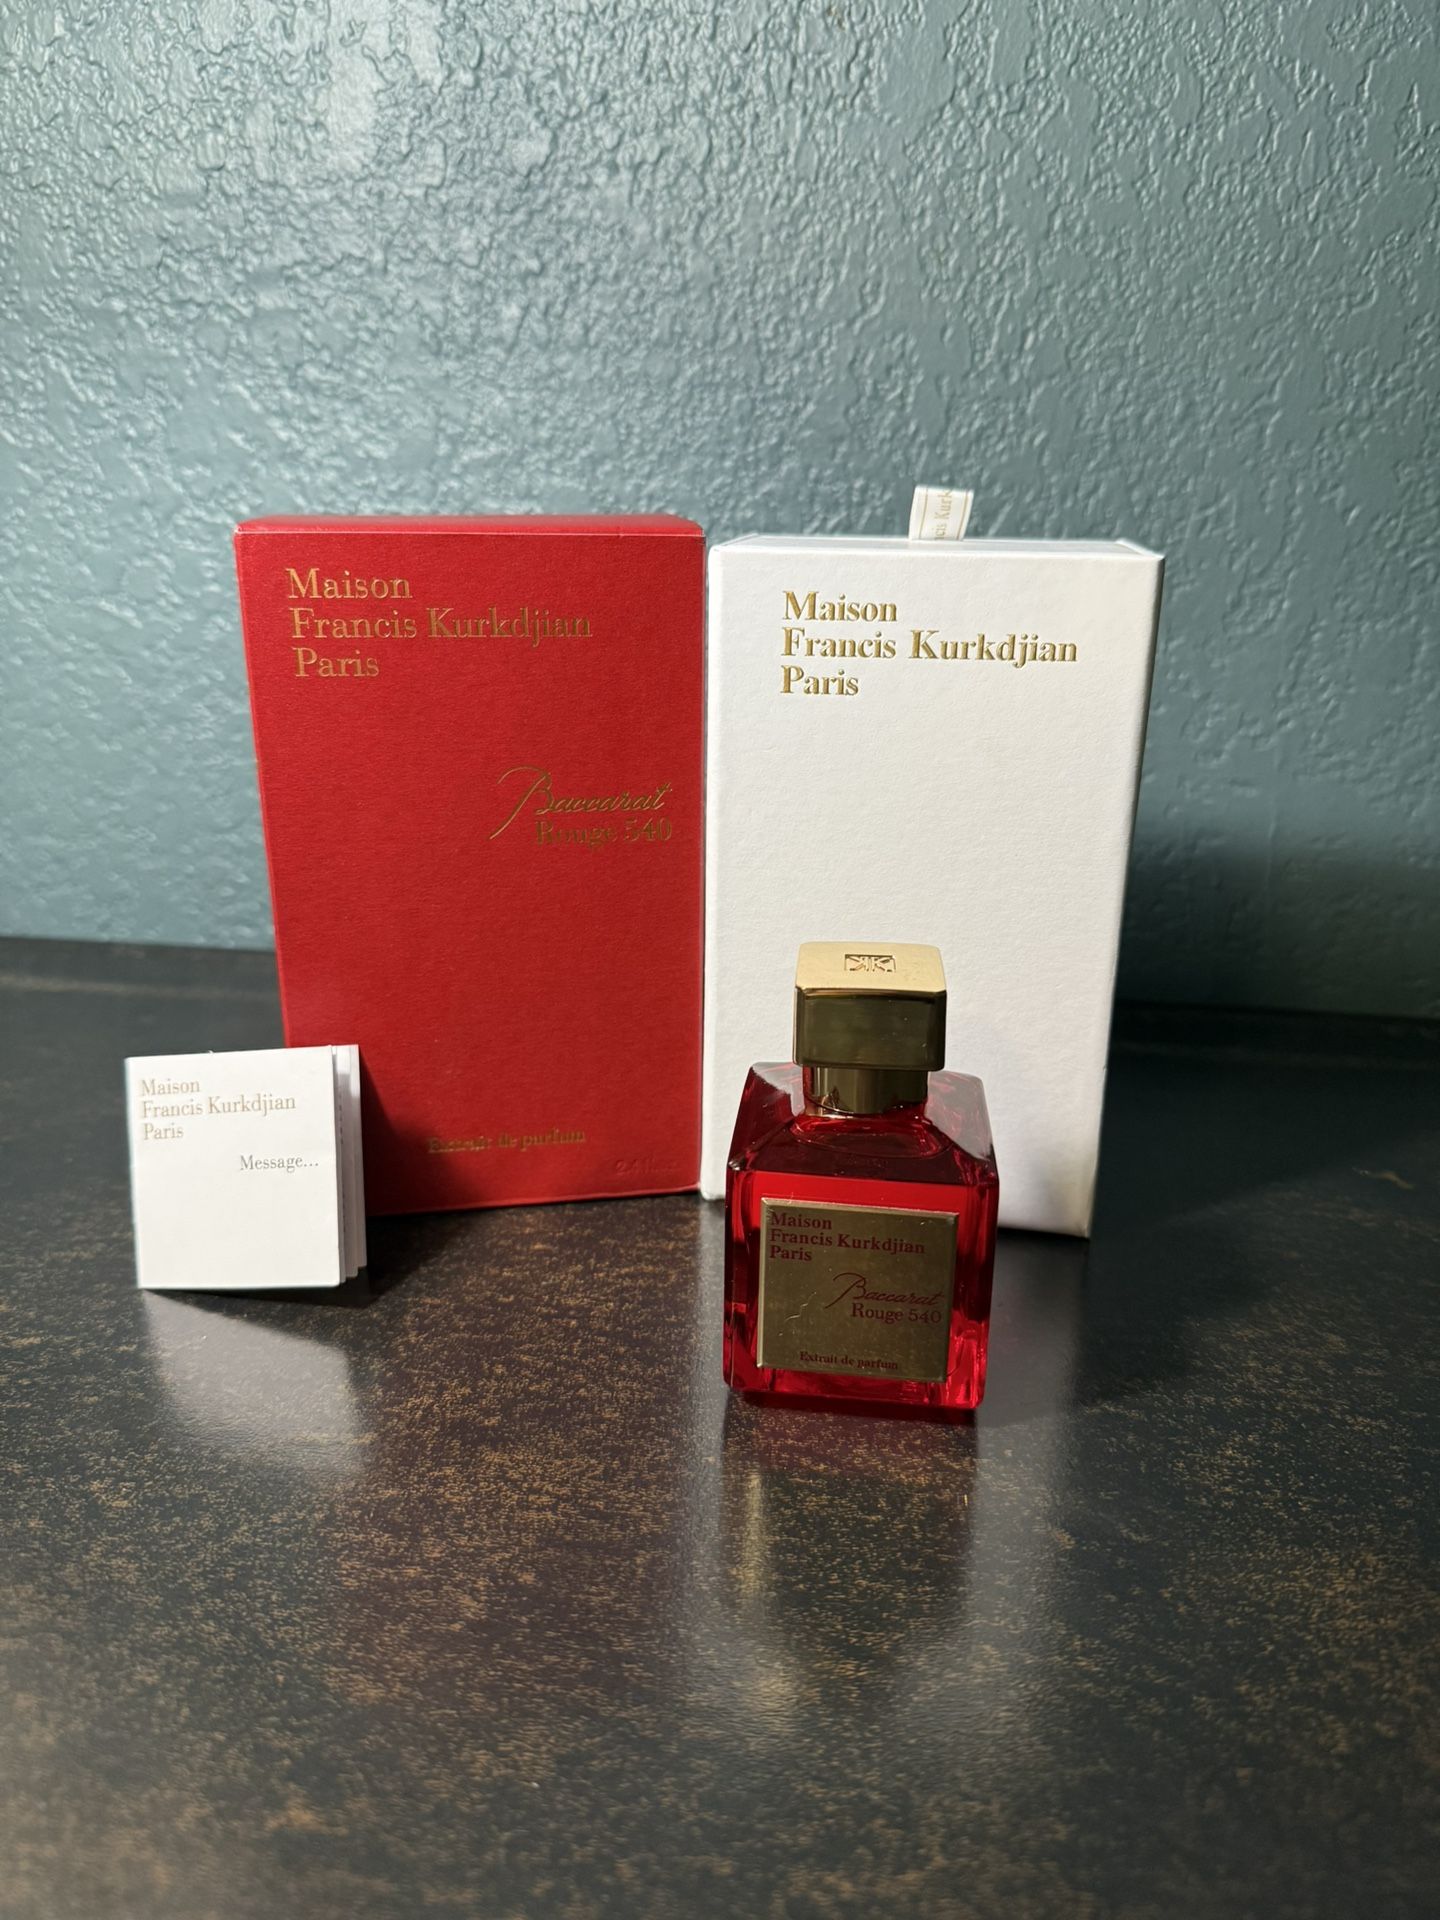 Maison
Francis Kurkdjian
Paris
Baccarat
Rouge 540
Extrait de parfum
Maison
Francis Kurkdjian
Paris
Maison
Francis Kurkdjian
Paris
Message...
Maison
Francis Kurkdjian
Paris
Baccarat
Rouge 540
Extrait de parfum